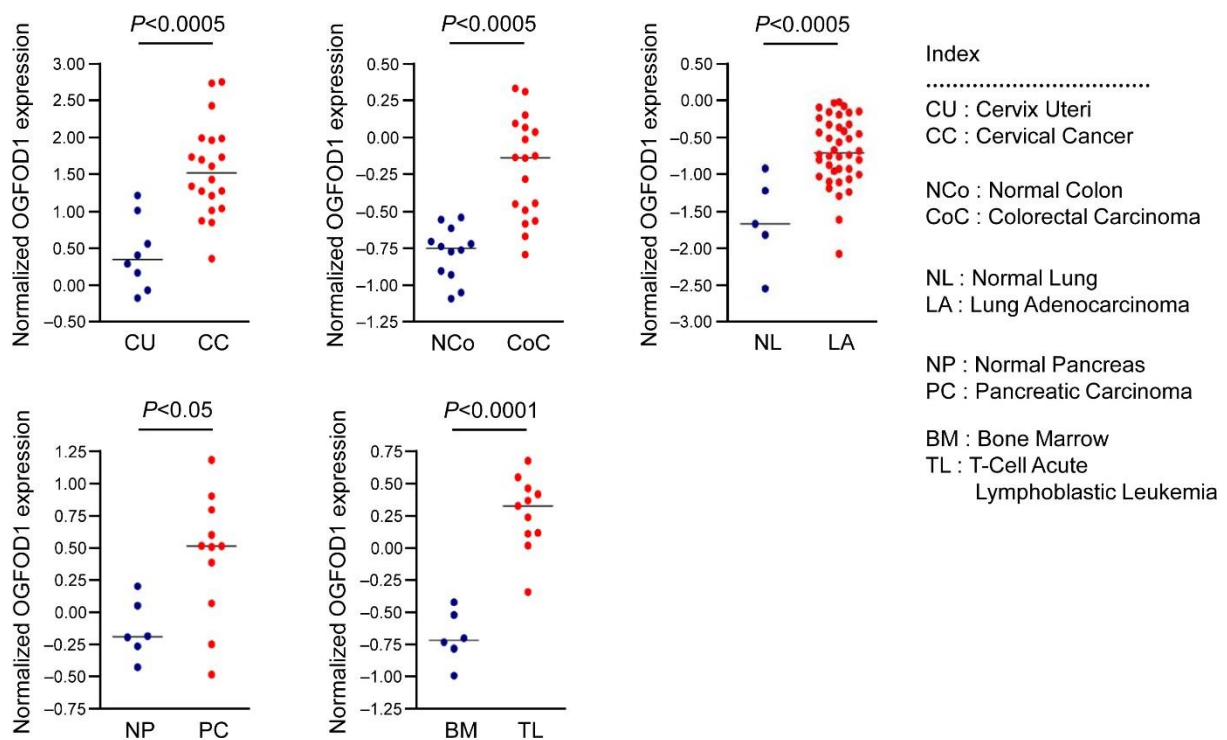 P<0.0005
Normalized OGFOD1 expression
3.00
2.50
2.00
1.50
1.00
0.50
0.00
–0.50
CU CC
P<0.0005
Normalized OGFOD1 expression
0.50
0.25
0.00
–0.25
–0.50
–0.75
–1.00
–1.25
NCo CoC
P<0.0005
Normalized OGFOD1 expression
0.50
0.00
–0.50
–1.00
–1.50
–2.00
–2.50
–3.00
NL LA
P<0.05
Normalized OGFOD1 expression
1.25
1.00
0.75
0.50
0.25
0.00
–0.25
–0.50
–0.75
NP PC
P<0.0001
Normalized OGFOD1 expression
0.75
0.50
0.25
0.00
–0.25
–0.50
–0.75
–1.00
–1.25
BM TL
Index
CU : Cervix Uteri
CC : Cervical Cancer
NCo : Normal Colon
CoC : Colorectal Carcinoma
NL : Normal Lung
LA : Lung Adenocarcinoma
NP : Normal Pancreas
PC : Pancreatic Carcinoma
BM : Bone Marrow
TL : T-Cell Acute
Lymphoblastic Leukemia